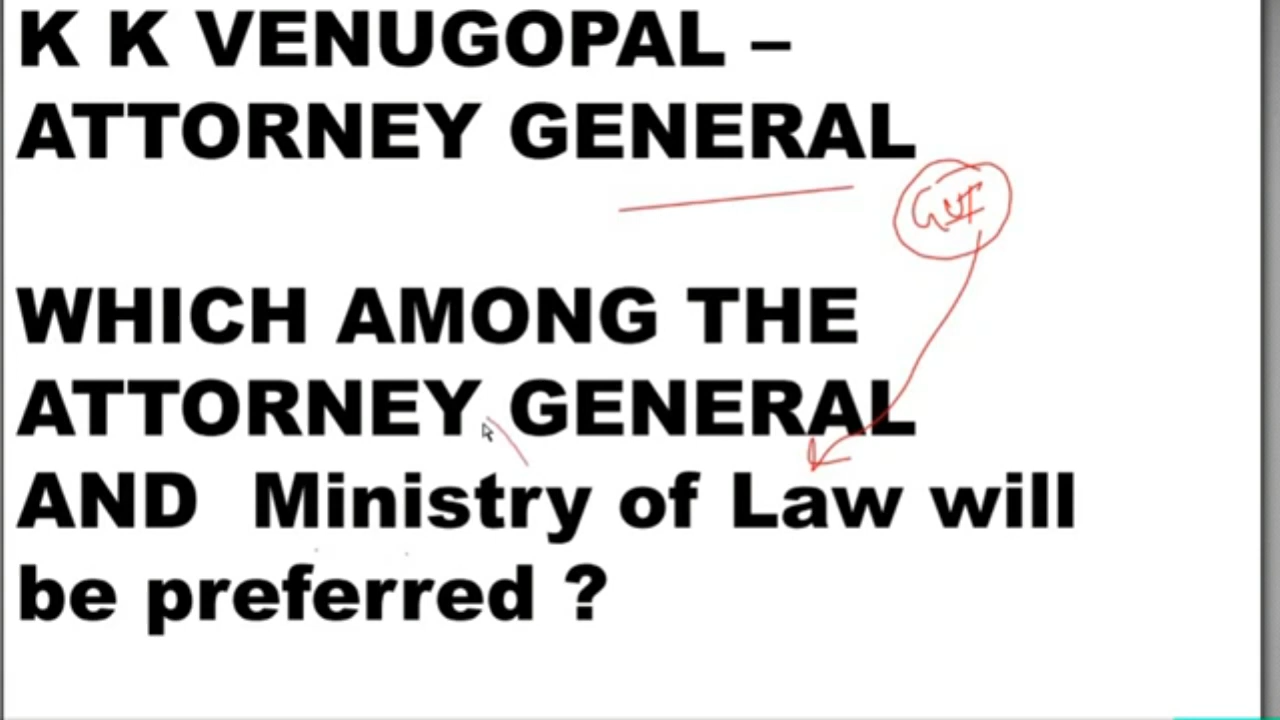 K K VENUGOPAL –
ATTORNEY GENERAL
WHICH AMONG THE
ATTORNEY GENERAL
AND Ministry of Law will
be preferred ?